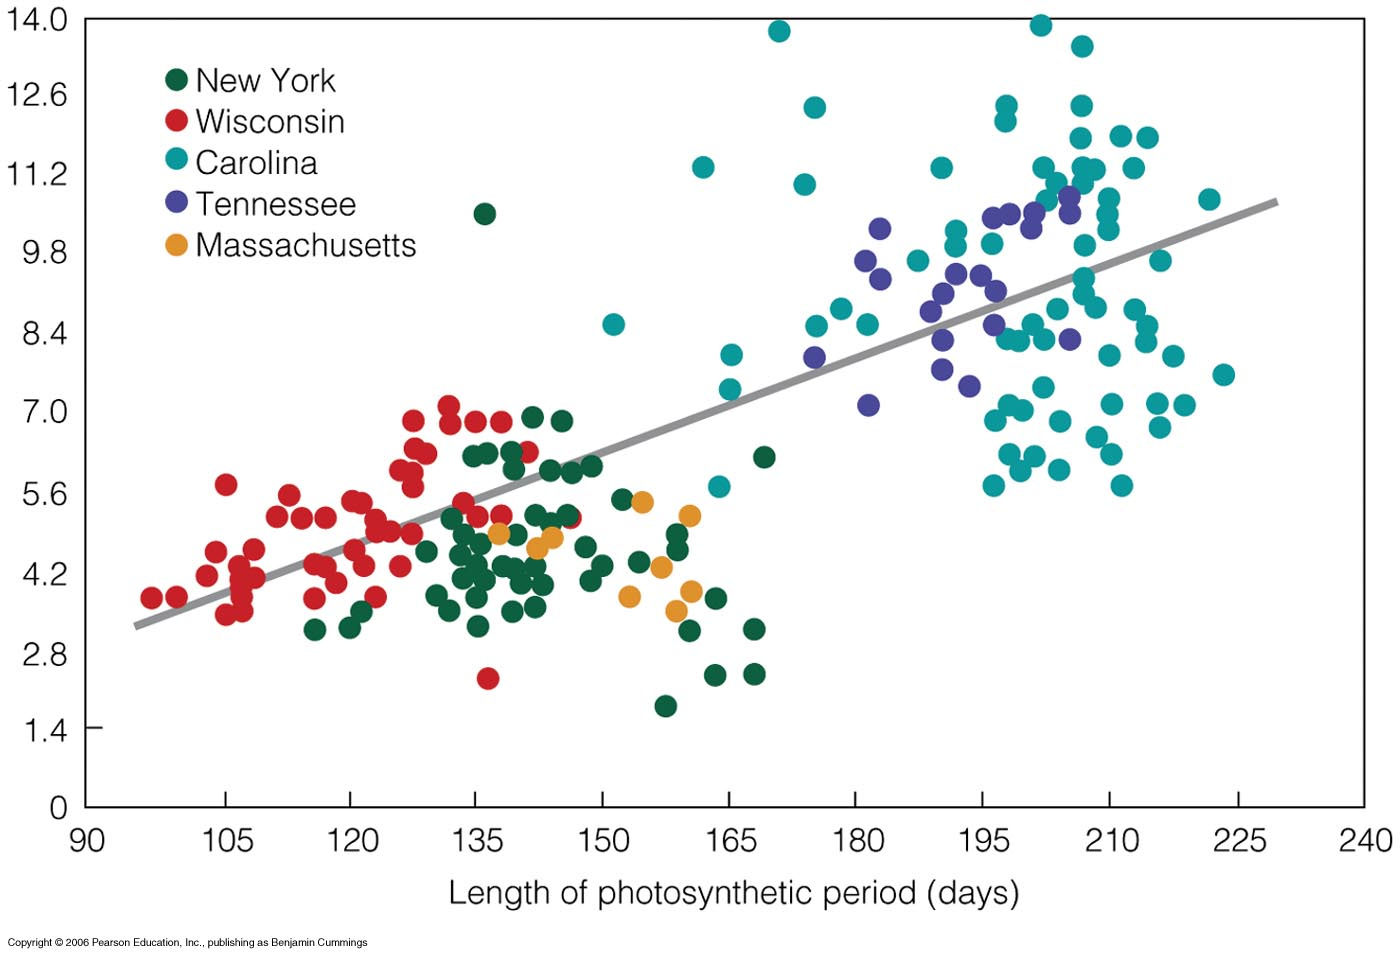 14.0
12.6
11.2
9.8
8.4
7.0
5.6
4.2
2.8
1.4
0
New York
Wisconsin
Carolina
Tennessee
Massachusetts
90 105 120 135 150 165 180 195 210 225 240
Length of photosynthetic period (days)
Copyright © 2006 Pearson Education, Inc., publishing as Benjamin Cummings